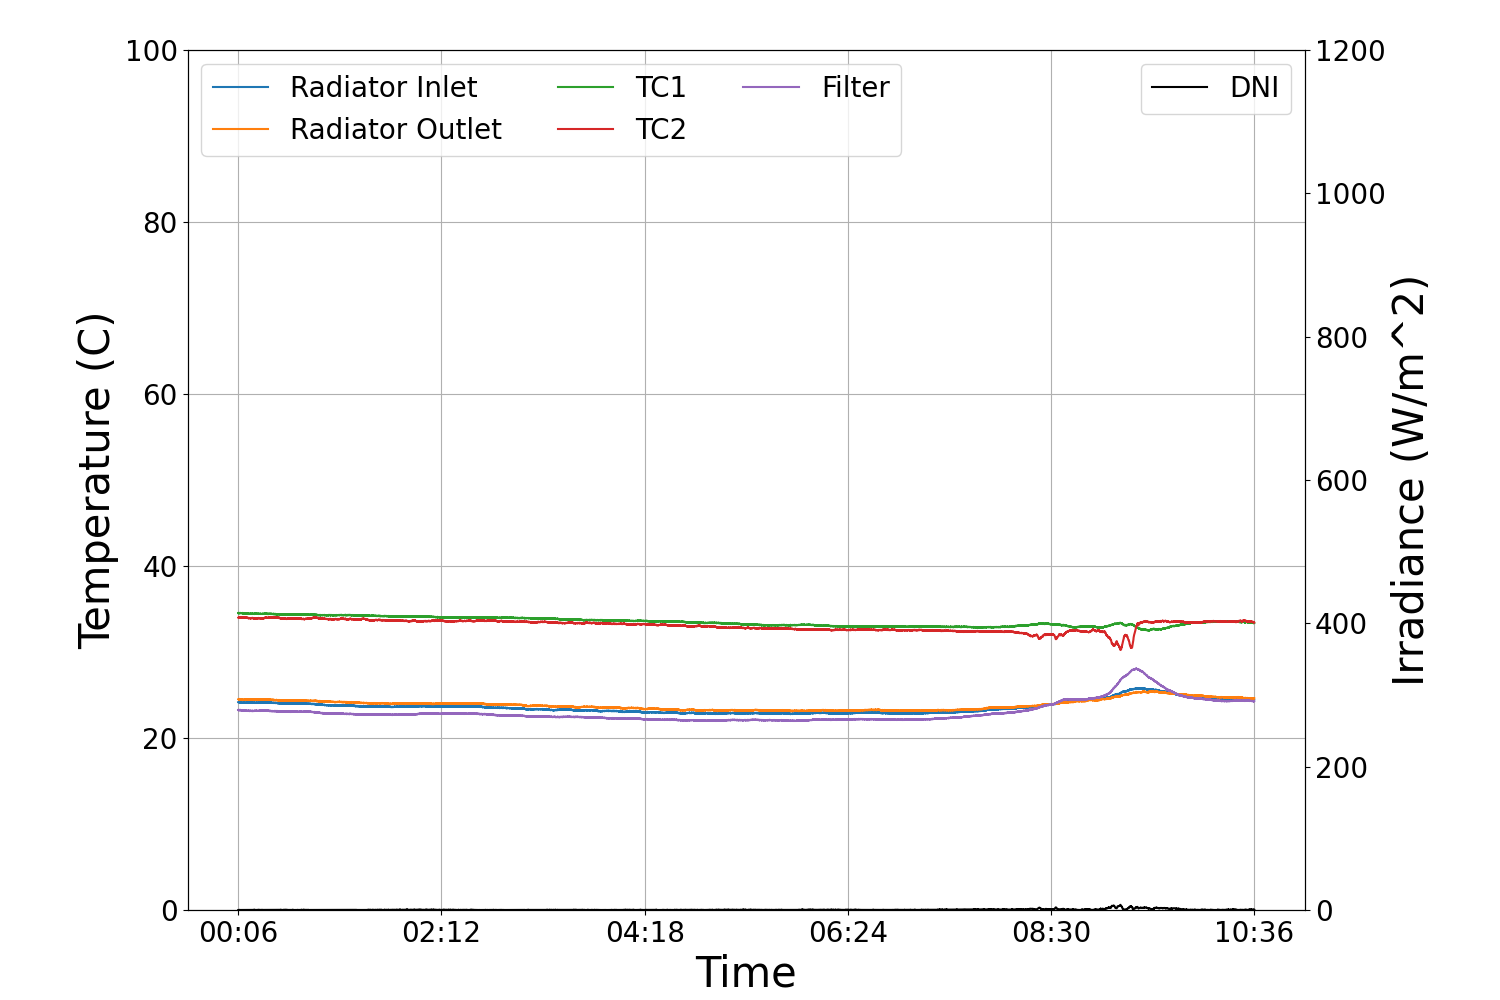 Radiator Inlet
Radiator Outlet
TC1
TC2
Filter
DNI
Temperature (C)
100
80
60
40
20
0
1200
1000
800
600
400
200
0
Irradiance (W/m^2)
00:06 02:12 04:18 06:24 08:30 10:36
Time